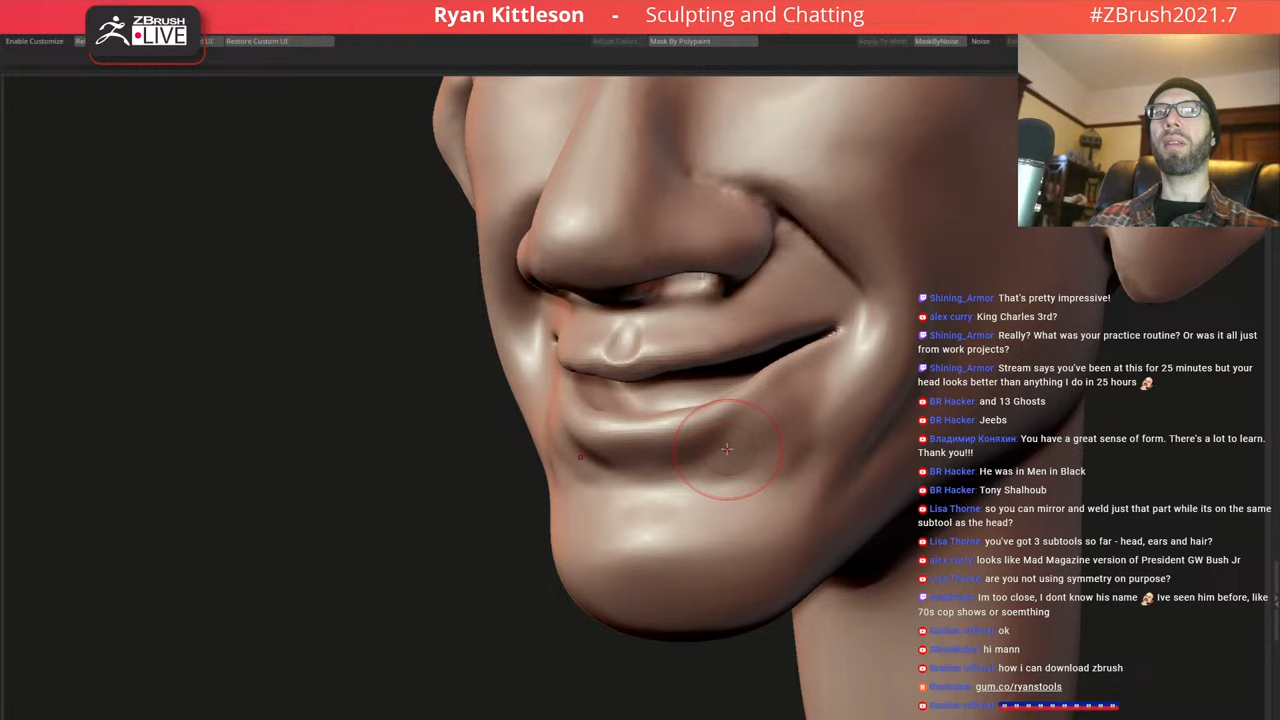 Ryan Kittleson - Sculpting and Chatting #ZBrush2021.7
ZBRUSH
LIVE
Enable Customize UI Restore Custom UI Mask By Polypaint MaskByNoise Noise
Shining_Armor That's pretty impressive!
alex curry King Charles 3rd?
Shining_Armor Really? What was your practice routine? Or was it all just
from work projects?
Shining_Armor Stream says you've been at this for 25 minutes but your
head looks better than anything I do in 25 hours
BR Hacker and 13 Ghosts
BR Hacker Jeebs
Владимир Коняхин You have a great sense of form. There's a lot to learn.
Thank you!!!
BR Hacker He was in Men in Black
BR Hacker Tony Shalhoub
Lisa Thorne so you can mirror and weld just that part while its on the same
subtool as the head?
Lisa Thorne you've got 3 subtools so far - head, ears and hair?
alex curry looks like Mad Magazine version of President GW Bush Jr
Lisa Thorne are you not using symmetry on purpose?
Im too close, I dont know his name Ive seen him before, like
70s cop shows or soemthing
ok
hi mann
how i can download zbrush
gum.co/ryanstools